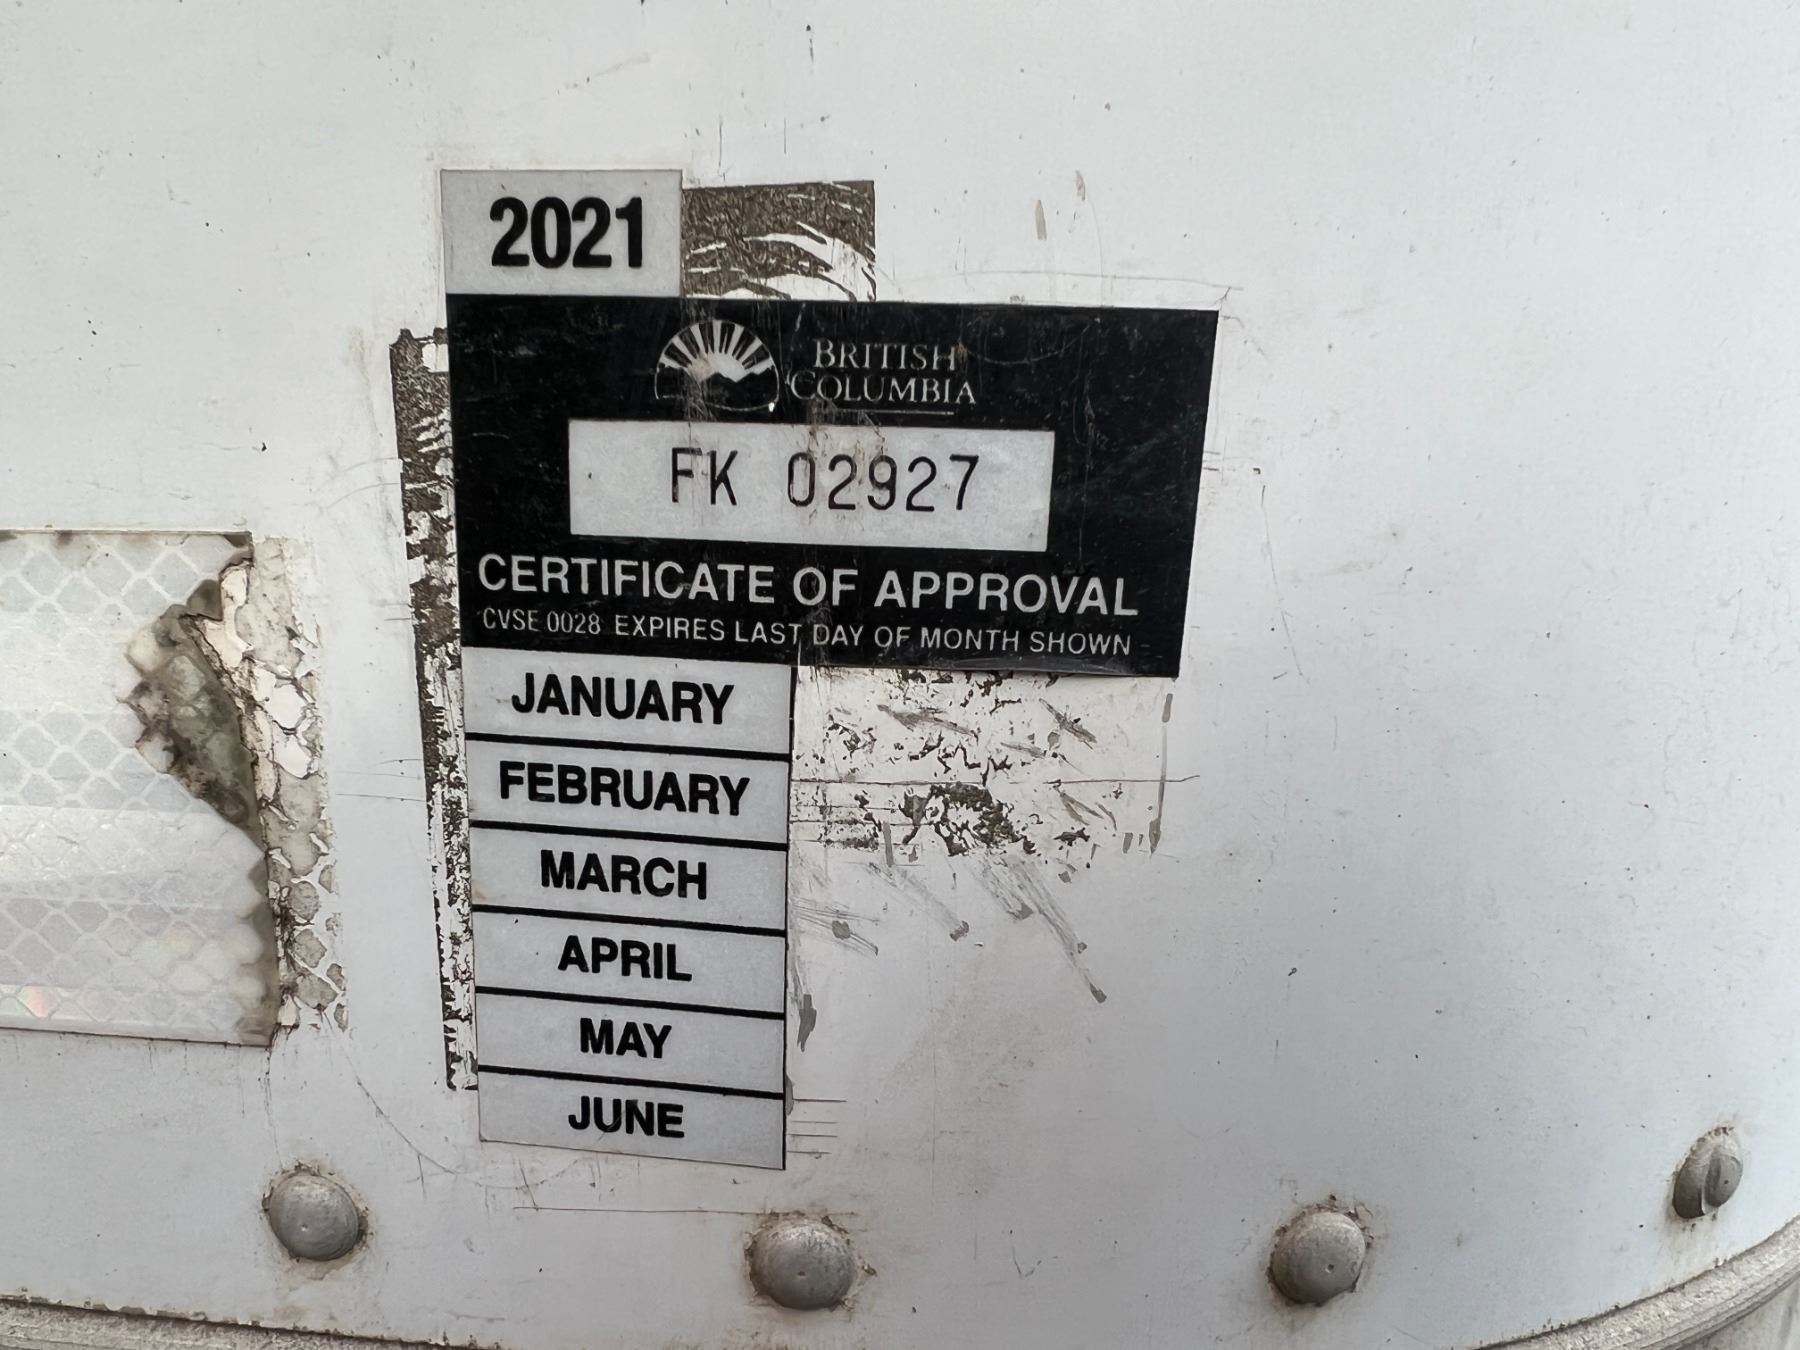 2021
BRITISH
COLUMBIA
FK 02927
CERTIFICATE OF APPROVAL
CVSE 0028 EXPIRES LAST DAY OF MONTH SHOWN
JANUARY
FEBRUARY
MARCH
APRIL
MAY
JUNE